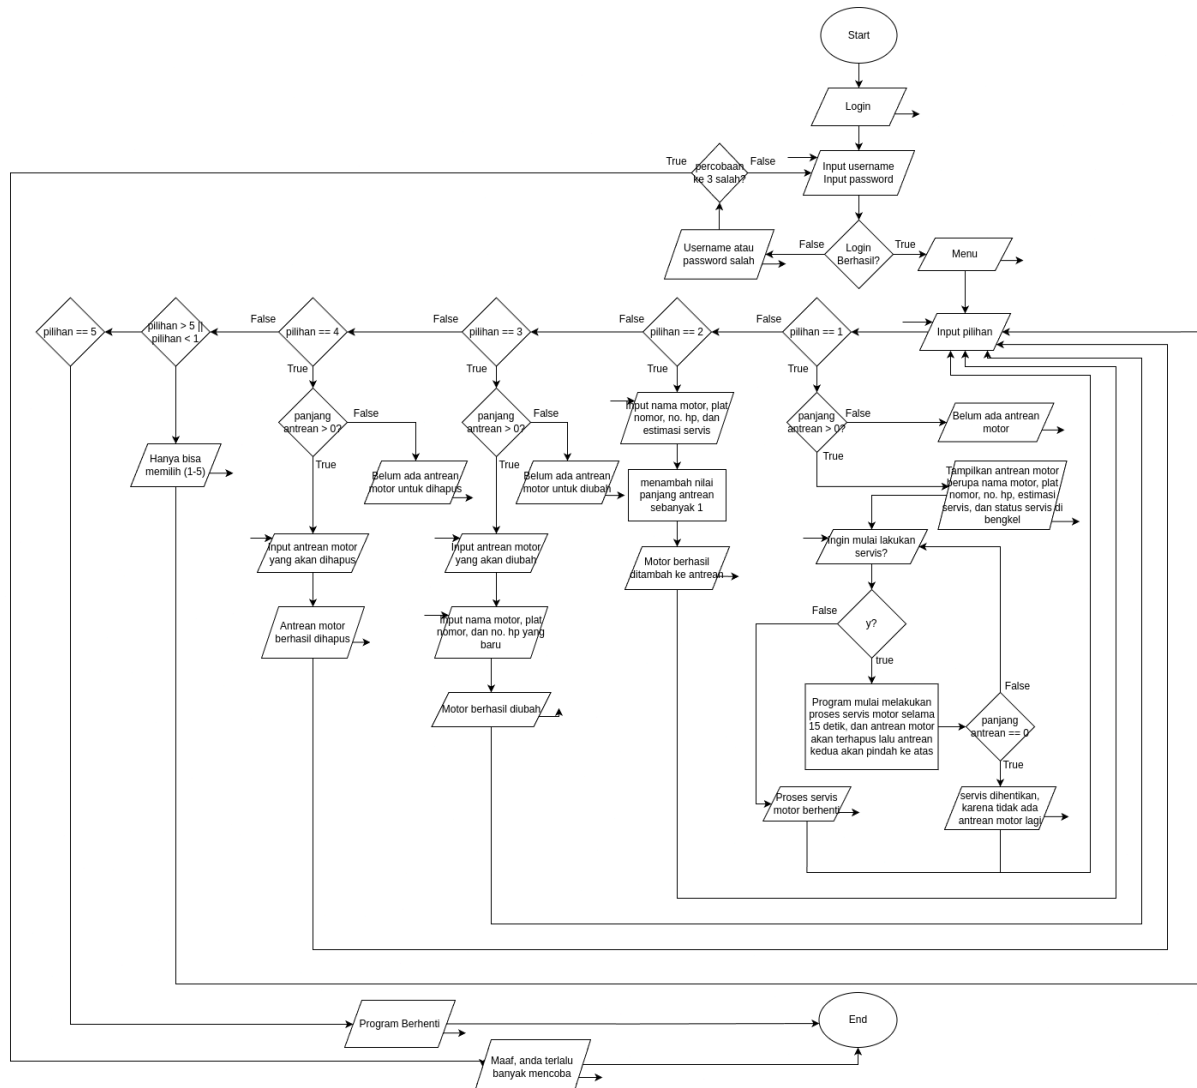 Start
Login
Input username
Input password
True
percobaan
ke 3 salah?
False
Username atau
password salah
False
Login
Berhasil?
True
Menu
pilihan == 5
pilihan > 5 ||
pilihan < 1
False
pilihan == 4
False
pilihan == 3
False
pilihan == 2
False
pilihan == 1
Input pilihan
True
True
True
True
panjang
antrean > 0?
False
panjang
antrean > 0?
False
Input nama motor, plat
nomor, no. hp, dan
estimasi servis
panjang
antrean > 0?
False
Belum ada antrean
motor
Hanya bisa
memilih (1-5)
True
Belum ada antrean
motor untuk dihapus
True
Belum ada antrean
motor untuk diubah
menambah nilai
panjang antrean
sebanyak 1
True
Tampilkan antrean motor
berupa nama motor, plat
nomor, no. hp, estimasi
servis, dan status servis di
bengkel
Input antrean motor
yang akan dihapus
Input antrean motor
yang akan diubah
Motor berhasil
ditambah ke antrean
Ingin mulai lakukan
servis?
Antrean motor
berhasil dihapus
Input nama motor, plat
nomor, dan no. hp yang
baru
False
y?
true
Motor berhasil diubah
Program mulai melakukan
proses servis motor selama
15 detik, dan antrean motor
akan terhapus lalu antrean
kedua akan pindah ke atas
False
panjang
antrean == 0
True
Proses servis
motor berhenti
servis dihentikan,
karena tidak ada
antrean motor lagi
Program Berhenti
End
Maaf, anda terlalu
banyak mencoba